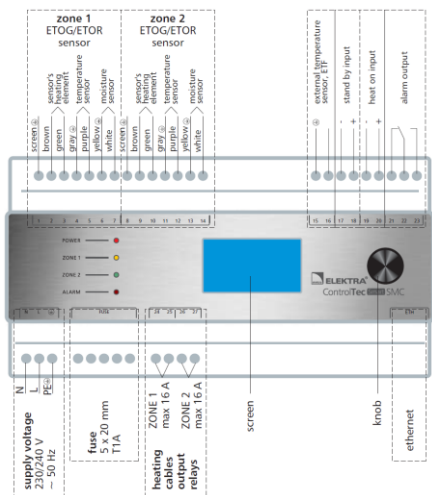 zone 1
ETOG/ETOR
sensor
zone 2
ETOG/ETOR
sensor
sensor's
heating
element
temperature
sensor
moisture
sensor
sensor's
heating
element
temperature
sensor
moisture
sensor
external temperature
sensor, ETF
stand by input
heat on input
alarm output
screen
brown
green
gray
purple
yellow
white
screen
brown
green
gray
purple
yellow
white
- + - +
1 2 3 4 5 6 7 8 9 10 11 12 13 14
15 16 17 18 19 20 21 22 23
POWER
ZONE 1
ZONE 2
ALARM
ELEKTRA
ControlTec SMC
N L
24 25 26 27
ETH
N
L
PE
supply voltage
230/240 V
~ 50 Hz
fuse
5 x 20 mm
T1A
ZONE 1
max 16 A
ZONE 2
max 16 A
heating
cables
output
relays
screen
knob
ethernet